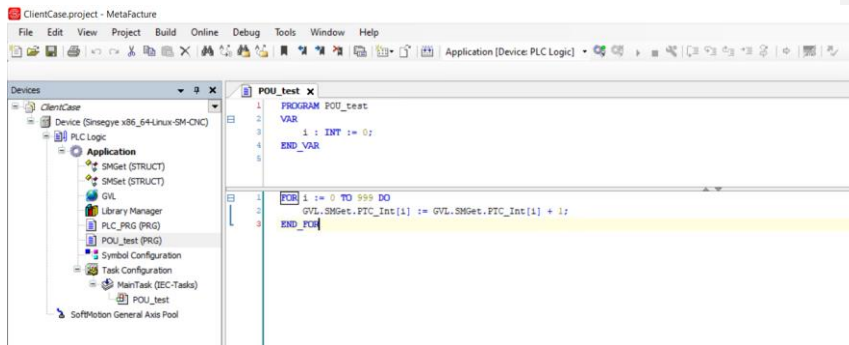 ClientCase.project - MetaFacture
File Edit View Project Build Online Debug Tools Window Help
Application [Device: PLC Logic]
Devices
POU_test
ClientCase
Device (Sinsegye x86_64-Linux-SM-CNC)
PLC Logic
Application
SMGet (STRUCT)
SMSet (STRUCT)
GVL
Library Manager
PLC_PRG (PRG)
POU_test (PRG)
Symbol Configuration
Task Configuration
MainTask (IEC-Tasks)
POU_test
SoftMotion General Axis Pool
1 PROGRAM POU_test
2 VAR
3 i : INT := 0;
4 END_VAR
5
1 FOR i := 0 TO 999 DO
2 GVL.SMGet.PTC_Int[i] := GVL.SMGet.PTC_Int[i] + 1;
3 END_FOR